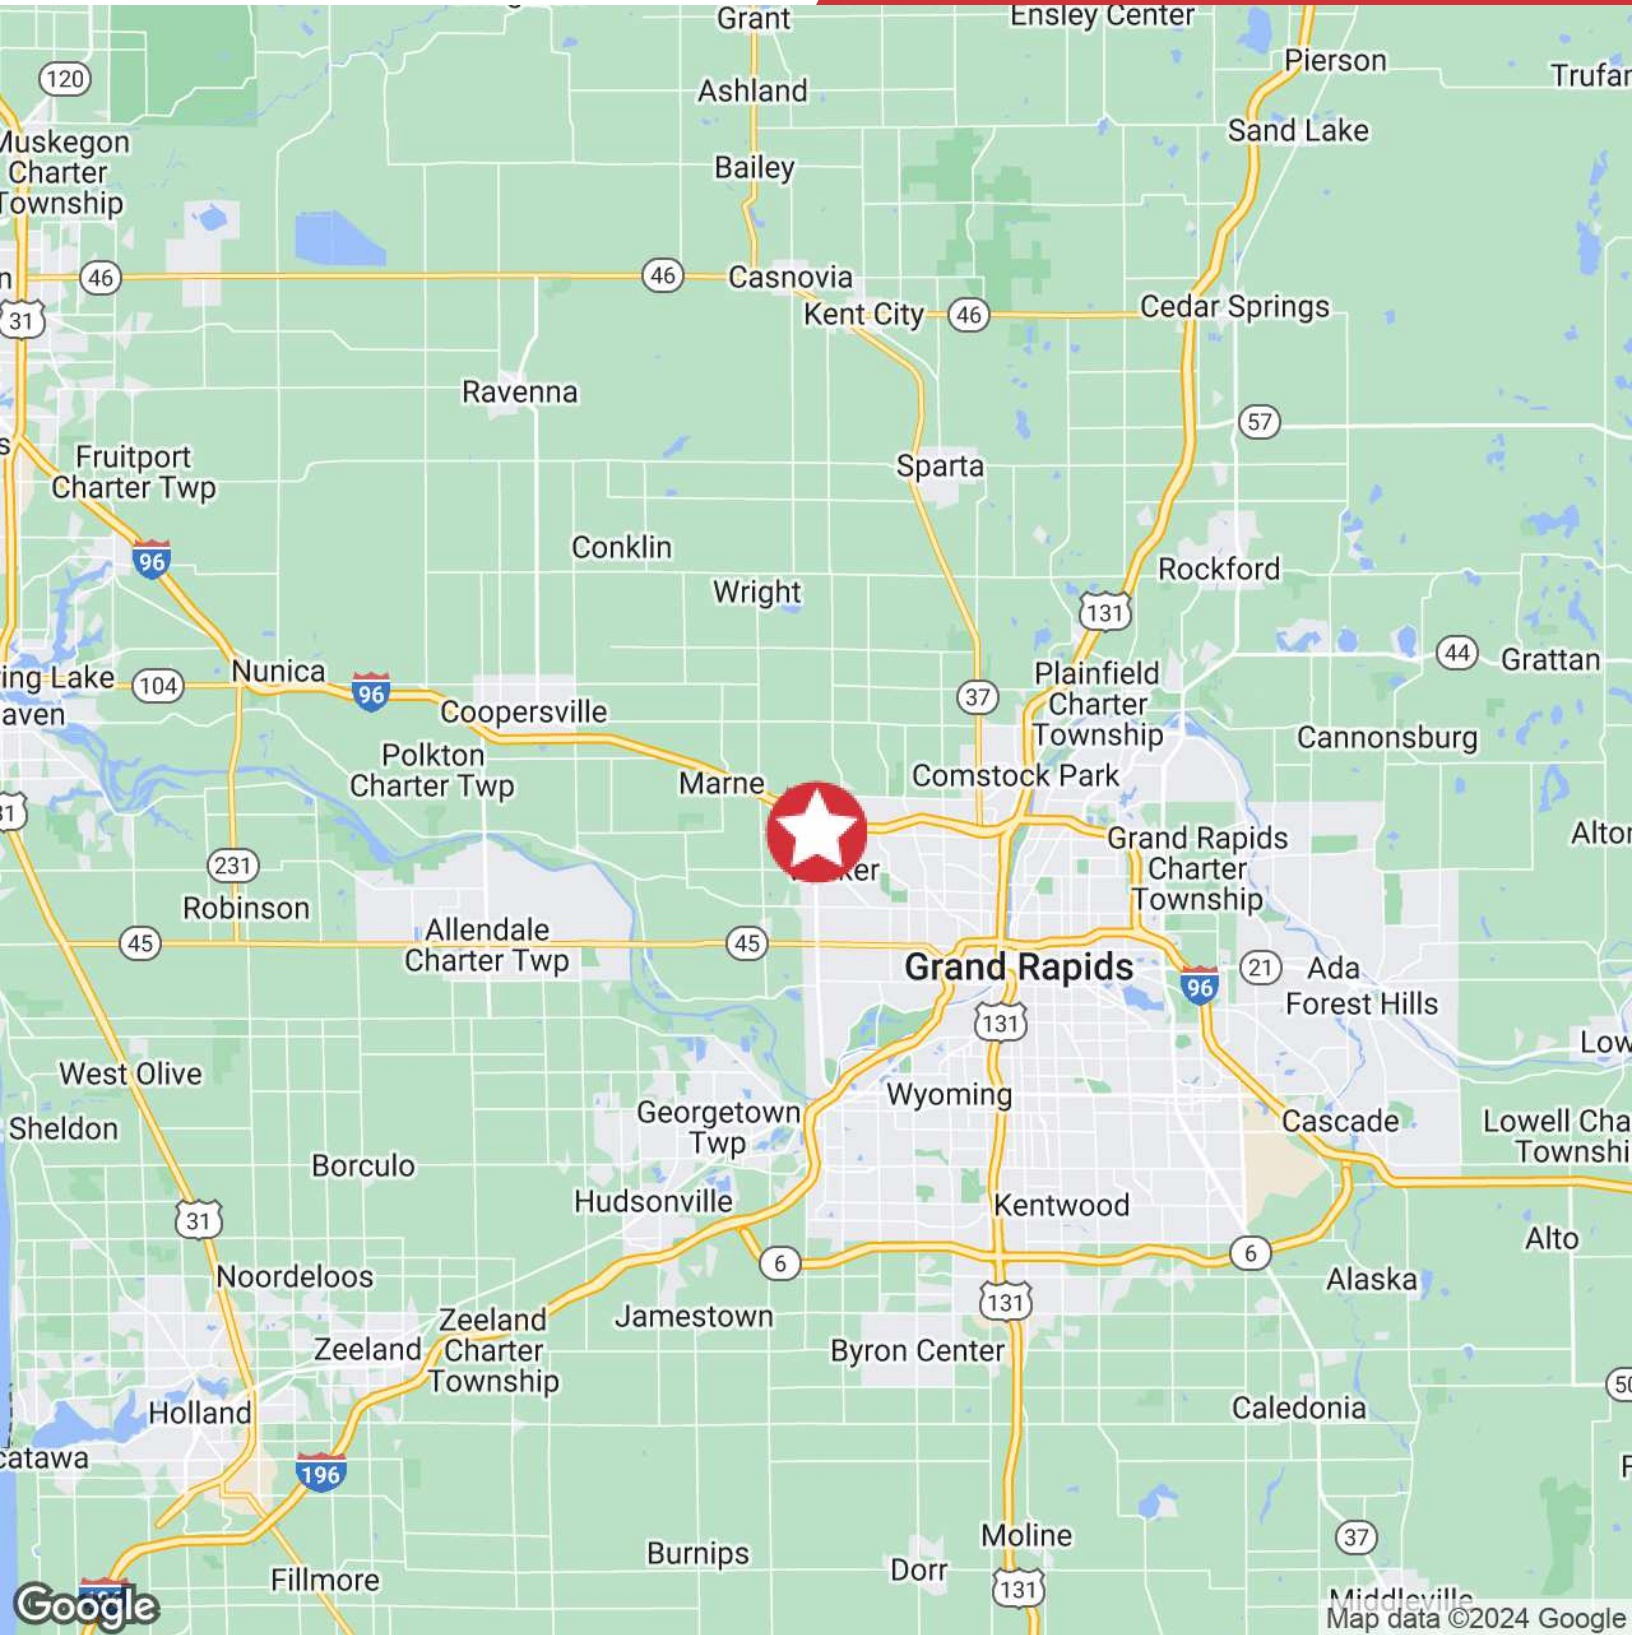 Grant
Ensley Center
Pierson
120
Ashland
Sand Lake
Muskegon
Charter
Township
Bailey
46
46
Casnovia
31
Kent City
46
Cedar Springs
Ravenna
57
Fruitport
Charter Twp
Sparta
96
Conklin
Wright
Rockford
131
Nunica
104
96
37
Plainfield
Charter
Township
44
Grattan
Lake
Coopersville
Cannonsburg
Polkton
Charter Twp
Marne
Comstock Park
231
Grand Rapids
Charter
Township
Robinson
45
Allendale
Charter Twp
45
Grand Rapids
21
Ada
96
Forest Hills
131
West Olive
Wyoming
Sheldon
Georgetown
Twp
Cascade
Lowell
Borculo
31
Hudsonville
Kentwood
6
6
Alto
Noordeloos
Alaska
131
Zeeland
Zeeland
Charter
Township
Jamestown
Byron Center
Holland
Caledonia
196
Moline
37
Burnips
Dorr
Fillmore
131
Middleville
Google
Map data ©2024 Google